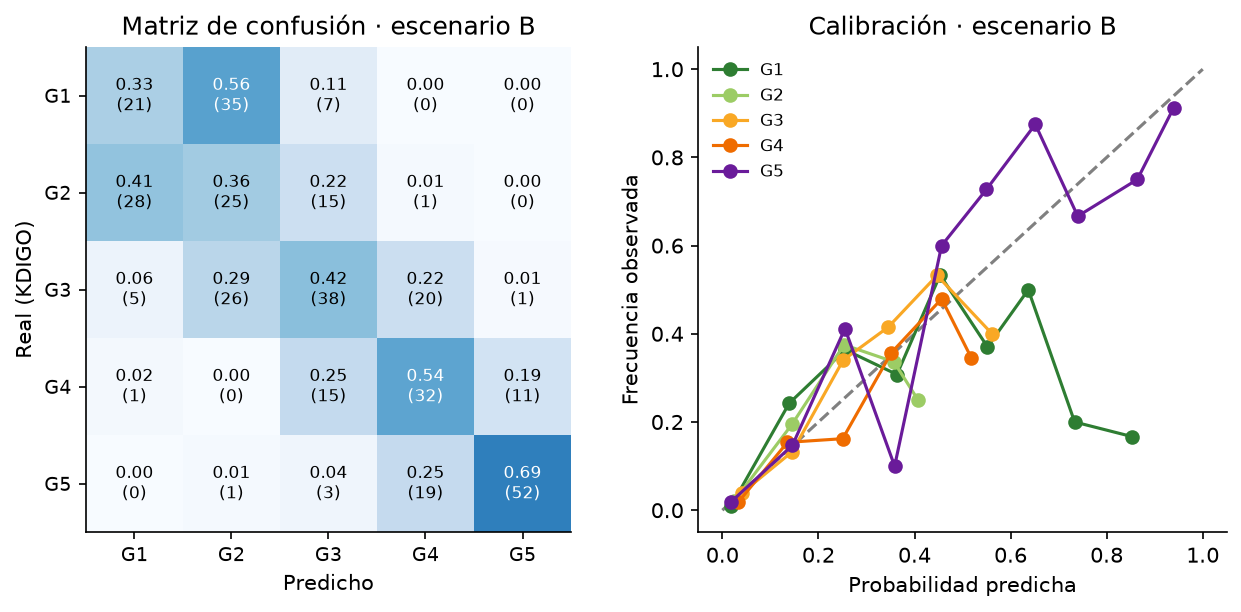 Matriz de confusión · escenario B
G1
0.33
(21)
0.56
(35)
0.11
(7)
0.00
(0)
0.00
(0)
G2
0.41
(28)
0.36
(25)
0.22
(15)
0.01
(1)
0.00
(0)
G3
0.06
(5)
0.29
(26)
0.42
(38)
0.22
(20)
0.01
(1)
G4
0.02
(1)
0.00
(0)
0.25
(15)
0.54
(32)
0.19
(11)
G5
0.00
(0)
0.01
(1)
0.04
(3)
0.25
(19)
0.69
(52)
G1
G2
G3
G4
G5
Predicho
Real (KDIGO)
Calibración · escenario B
G1
G2
G3
G4
G5
1.0
0.8
0.6
0.4
0.2
0.0
0.0
0.2
0.4
0.6
0.8
1.0
Probabilidad predicha
Frecuencia observada